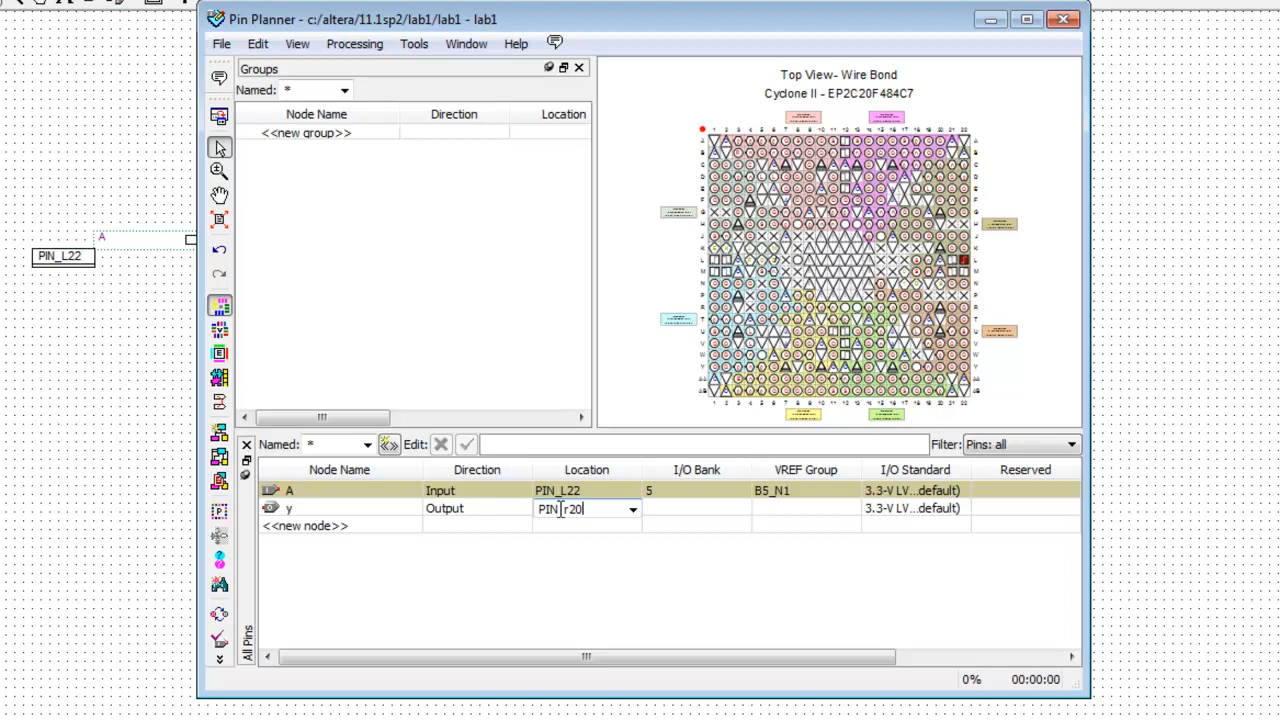 Pin Planner - c:/altera/11.1sp2/lab1/lab1 - lab1
File Edit View Processing Tools Window Help
Groups
Named: *
Node Name Direction Location
<<new group>>
Top View- Wire Bond
Cyclone II - EP2C20F484C7
A
PIN_L22
Named: * Edit: Filter: Pins: all
Node Name Direction Location I/O Bank VREF Group I/O Standard Reserved
A Input PIN_L22 5 B5_N1 3.3-V LV...default)
y Output PIN_r20 3.3-V LV...default)
<<new node>>
All Pins
0% 00:00:00